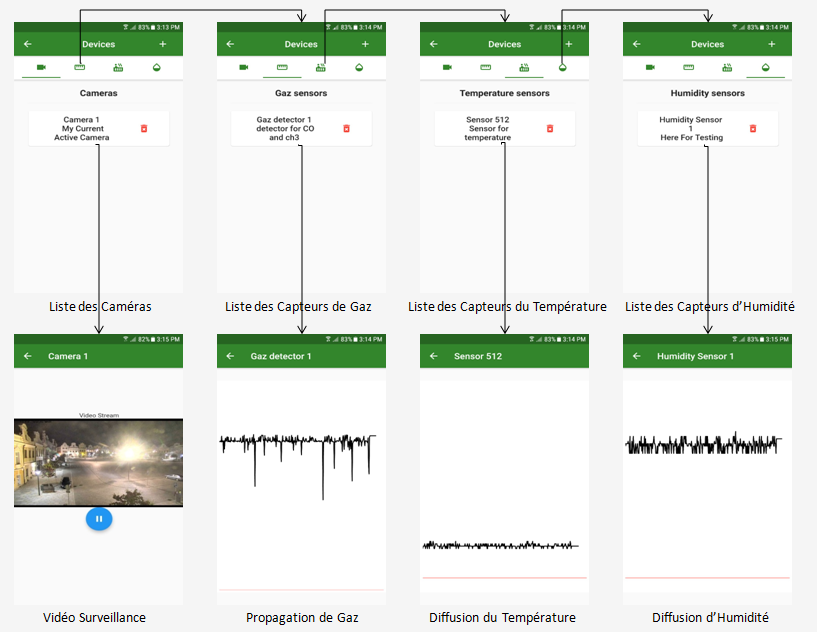 83% 3:13 PM
Devices
Cameras
Camera 1
My Current
Active Camera
Liste des Caméras
83% 3:14 PM
Devices
Gaz sensors
Gaz detector 1
detector for CO
and ch3
Liste des Capteurs de Gaz
83% 3:14 PM
Devices
Temperature sensors
Sensor 512
Sensor for
temperature
Liste des Capteurs du Température
83% 3:14 PM
Devices
Humidity sensors
Humidity Sensor
1
Here For Testing
Liste des Capteurs d'Humidité
82% 3:15 PM
Camera 1
Video Stream
Vidéo Surveillance
83% 3:14 PM
Gaz detector 1
Propagation de Gaz
83% 3:14 PM
Sensor 512
Diffusion du Température
83% 3:15 PM
Humidity Sensor 1
Diffusion d'Humidité